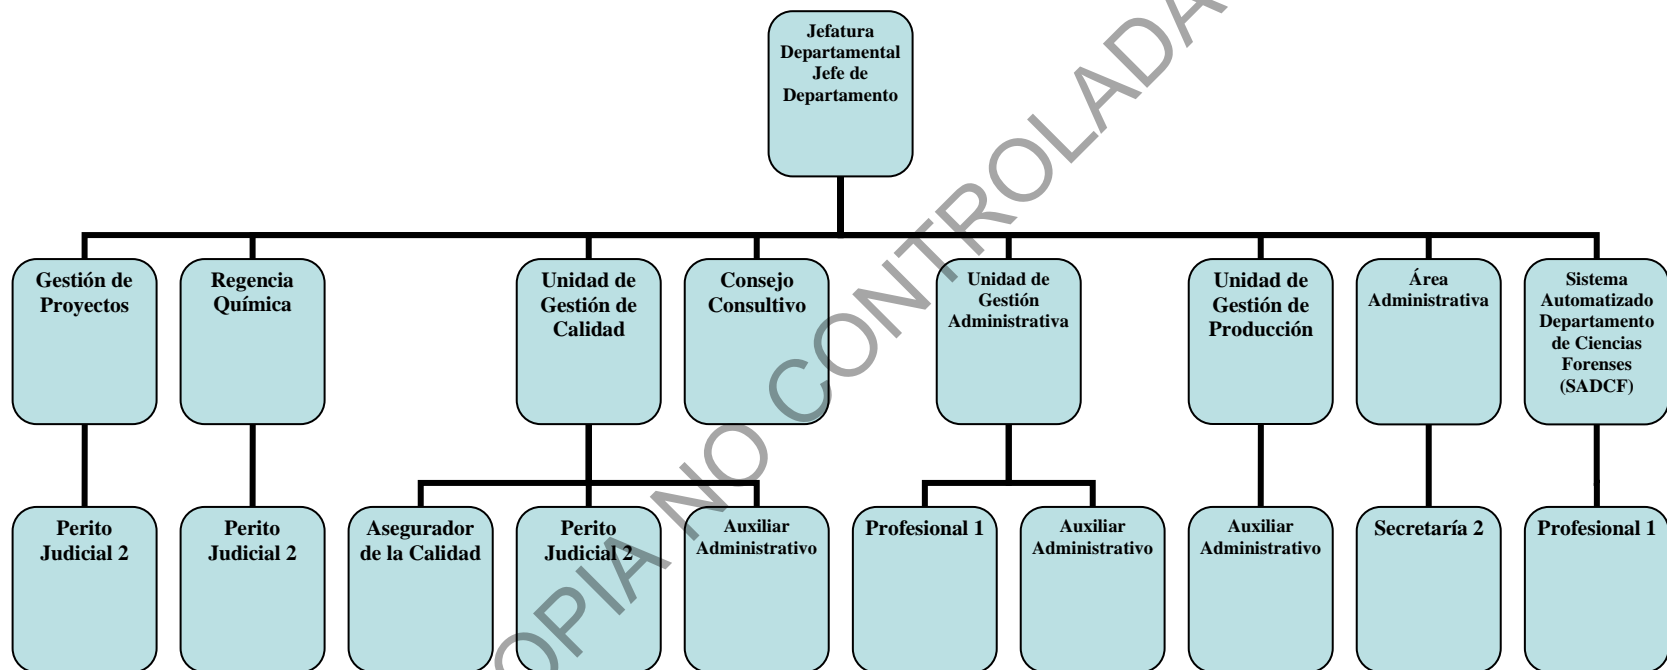 Jefatura
Departamental
Jefe de
Departamento
Gestión de
Proyectos
Regencia
Química
Unidad de
Gestión de
Calidad
Consejo
Consultivo
Unidad de
Gestión
Administrativa
Unidad de
Gestión de
Producción
Área
Administrativa
Sistema
Automatizado
Departamento
de Ciencias
Forenses
(SADCF)
Perito
Judicial 2
Perito
Judicial 2
Asegurador
de la Calidad
Perito
Judicial 2
Auxiliar
Administrativo
Profesional 1
Auxiliar
Administrativo
Auxiliar
Administrativo
Secretaría 2
Profesional 1
OPIA NO CONTROLADA